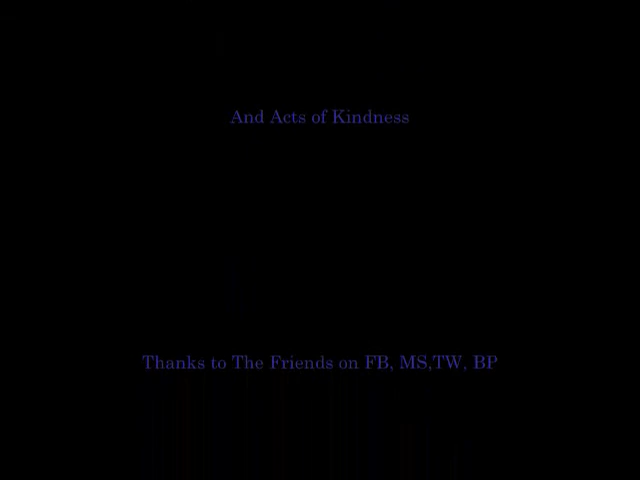 And Acts of Kindness
Thanks to The Friends on FB, MS,TW, BP